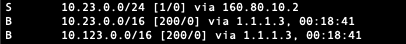 S 10.23.0.0/24 [1/0] via 160.80.10.2
B 10.23.0.0/16 [200/0] via 1.1.1.3, 00:18:41
B 10.123.0.0/16 [200/0] via 1.1.1.3, 00:18:41